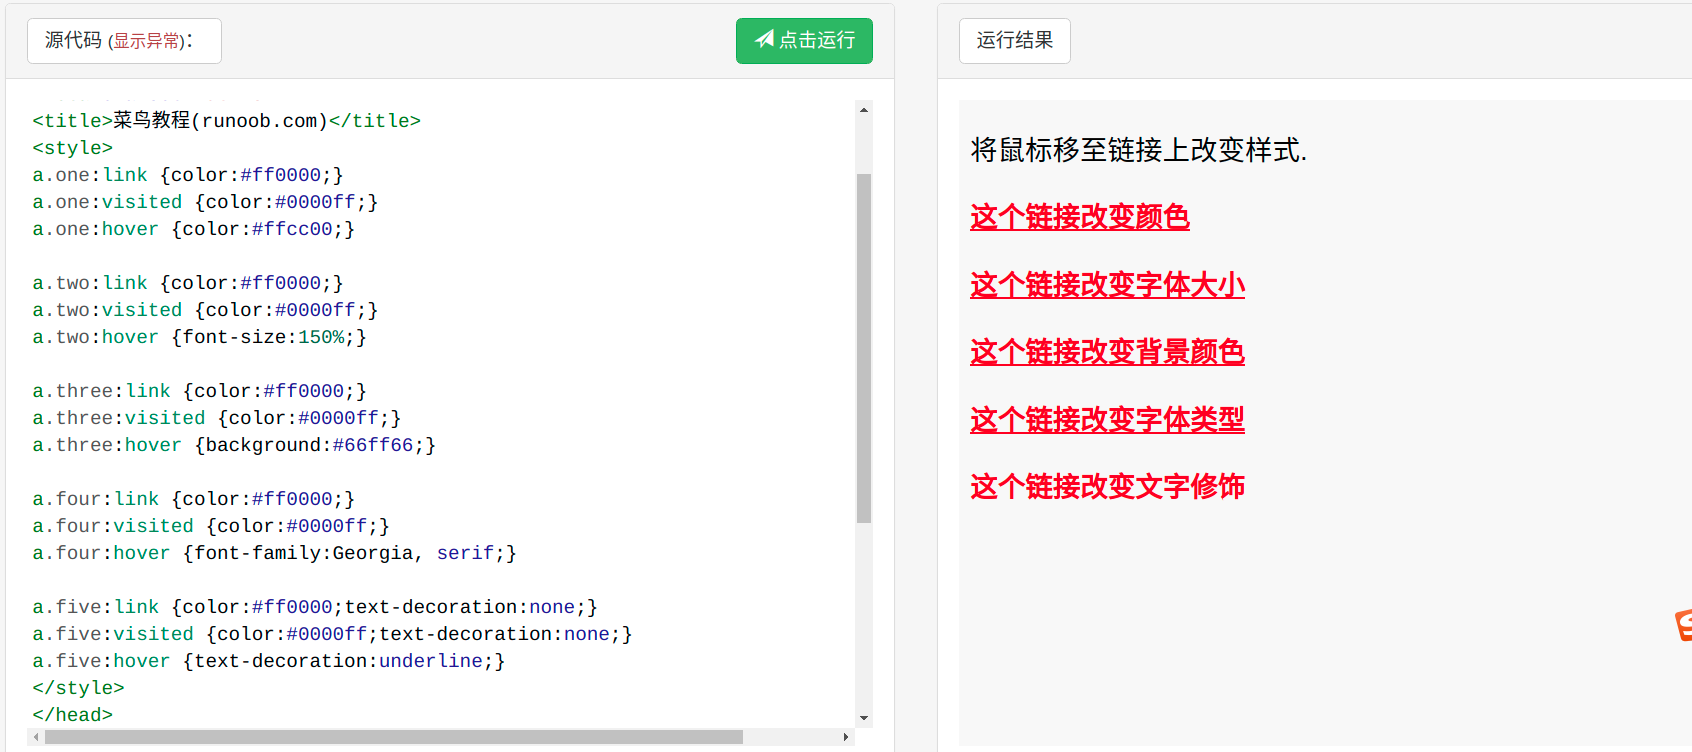 源代码 (显示异常)：
点击运行
<title>菜鸟教程(runoob.com)</title>
<style>
a.one:link {color:#ff0000;}
a.one:visited {color:#0000ff;}
a.one:hover {color:#ffcc00;}
a.two:link {color:#ff0000;}
a.two:visited {color:#0000ff;}
a.two:hover {font-size:150%;}
a.three:link {color:#ff0000;}
a.three:visited {color:#0000ff;}
a.three:hover {background:#66ff66;}
a.four:link {color:#ff0000;}
a.four:visited {color:#0000ff;}
a.four:hover {font-family:Georgia, serif;}
a.five:link {color:#ff0000;text-decoration:none;}
a.five:visited {color:#0000ff;text-decoration:none;}
a.five:hover {text-decoration:underline;}
</style>
</head>
运行结果
将鼠标移至链接上改变样式.
这个链接改变颜色
这个链接改变字体大小
这个链接改变背景颜色
这个链接改变字体类型
这个链接改变文字修饰